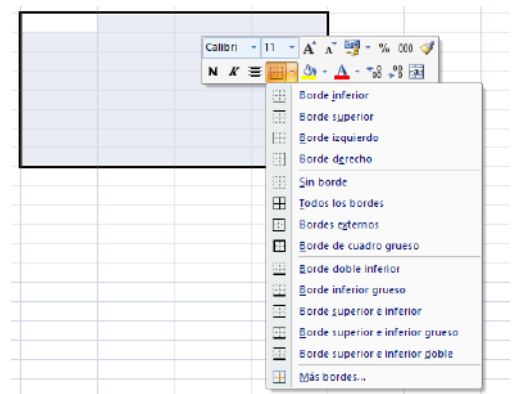 Calibri 11 A A % 000
N K A
Borde inferior
Borde superior
Borde izquierdo
Borde derecho
Sin borde
Todos los bordes
Bordes externos
Borde de cuadro grueso
Borde doble inferior
Borde inferior grueso
Borde superior e inferior
Borde superior e inferior grueso
Borde superior e inferior doble
Más bordes...